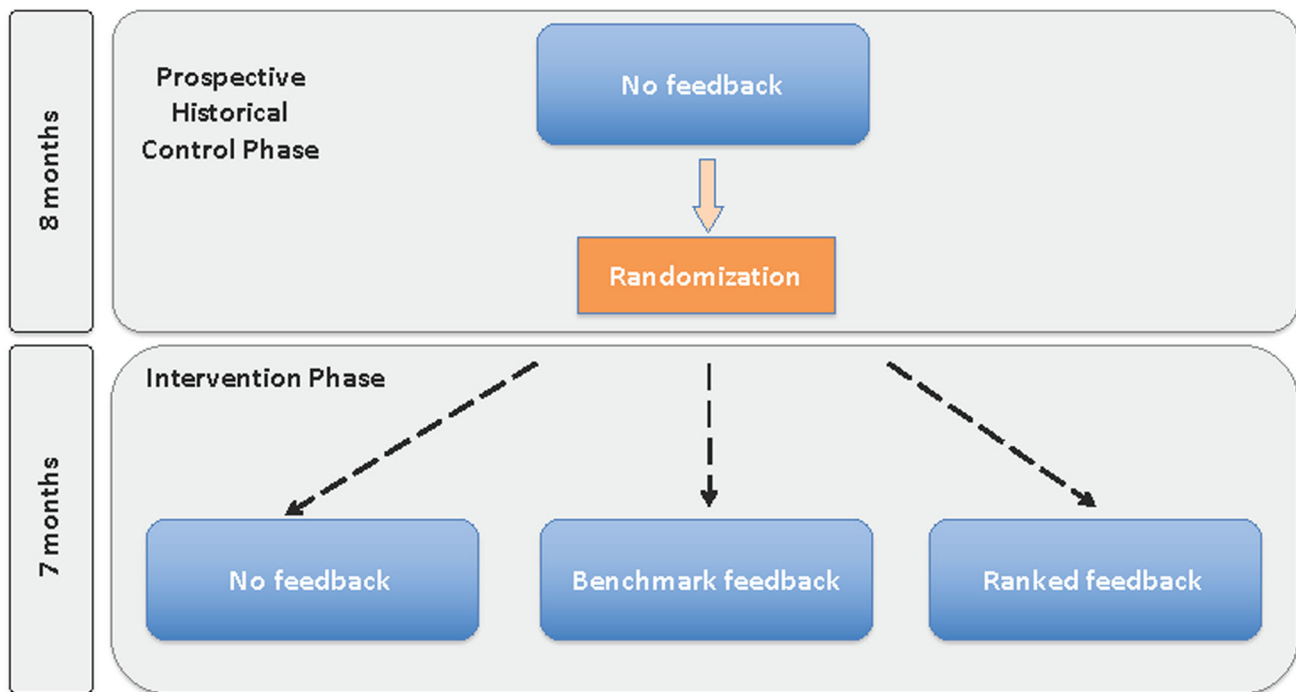 8 months
Prospective
Historical
Control Phase
No feedback
Randomization
7 months
Intervention Phase
No feedback
Benchmark feedback
Ranked feedback